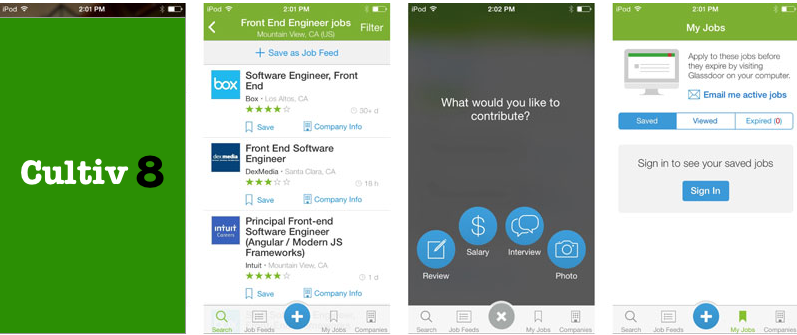 iPod 2:01 PM
Cultiv 8
iPod 2:01 PM
Front End Engineer jobs
Mountain View, CA (US)
Filter
+ Save as Job Feed
box
Software Engineer, Front
End
Box • Los Altos, CA
30+ d
Save
Company Info
dexmedia
Front End Software
Engineer
DexMedia • Santa Clara, CA
16 h
Save
Company Info
intuit
Careers
Principal Front-end
Software Engineer
(Angular / Modern JS
Frameworks)
Intuit • Mountain View, CA
1 d
Save
Company Info
Search
Job Feeds
My Jobs
Companies
iPod 2:02 PM
What would you like to
contribute?
$
Review
Salary
Interview
Photo
Search
Job Feeds
My Jobs
Companies
iPod 2:01 PM
My Jobs
Apply to these jobs before
they expire by visiting
Glassdoor on your computer.
Email me active jobs
Saved
Viewed
Expired (0)
Sign in to see your saved jobs
Sign In
Search
Job Feeds
My Jobs
Companies